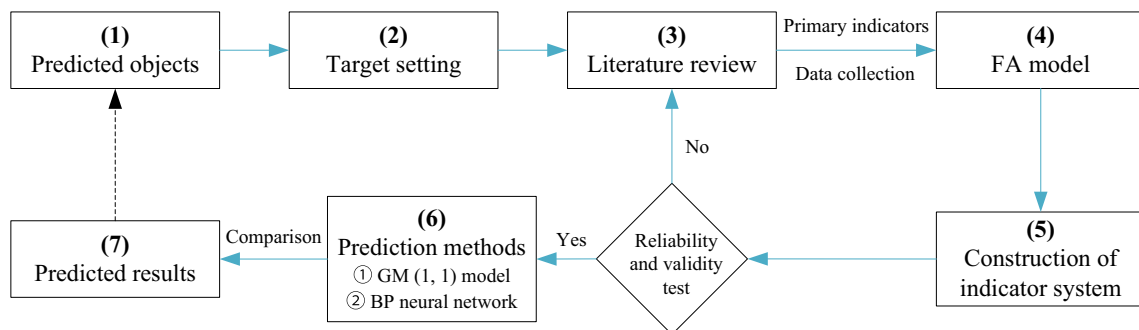 (1)
Predicted objects
(2)
Target setting
(3)
Literature review
Primary indicators
Data collection
(4)
FA model
No
(5)
Construction of
indicator system
Reliability
and validity
test
Yes
(6)
Prediction methods
① GM (1, 1) model
② BP neural network
Comparison
(7)
Predicted results